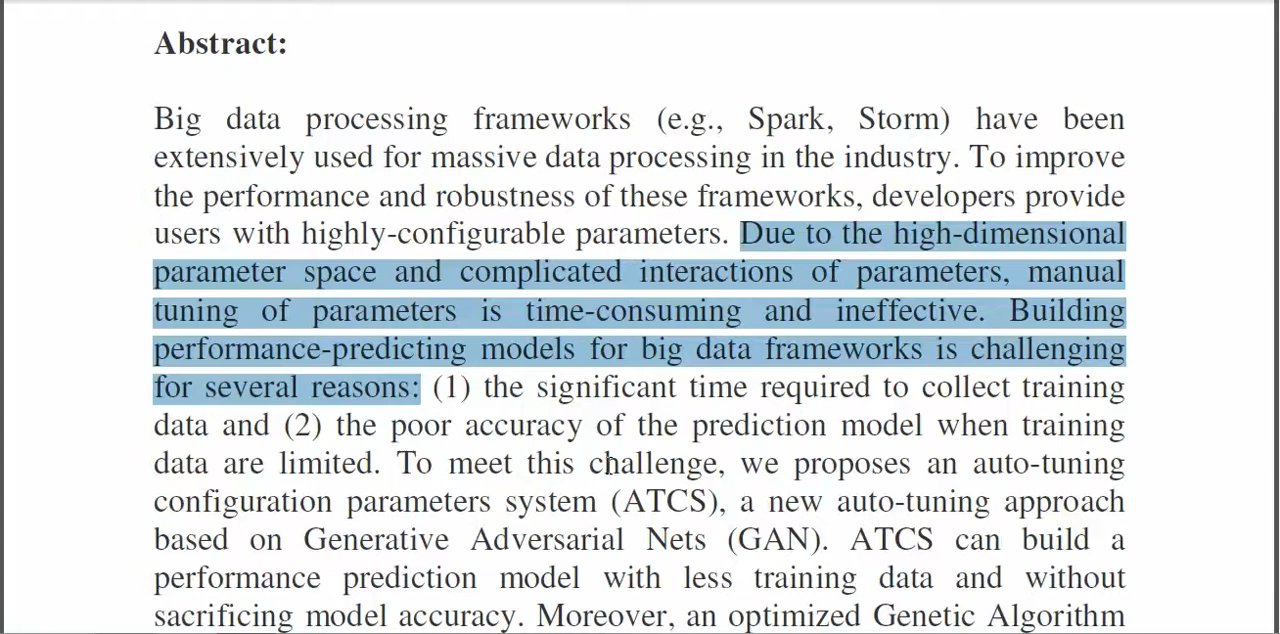 Abstract:
Big data processing frameworks (e.g., Spark, Storm) have been
extensively used for massive data processing in the industry. To improve
the performance and robustness of these frameworks, developers provide
users with highly-configurable parameters. Due to the high-dimensional
parameter space and complicated interactions of parameters, manual
tuning of parameters is time-consuming and ineffective. Building
performance-predicting models for big data frameworks is challenging
for several reasons: (1) the significant time required to collect training
data and (2) the poor accuracy of the prediction model when training
data are limited. To meet this challenge, we proposes an auto-tuning
configuration parameters system (ATCS), a new auto-tuning approach
based on Generative Adversarial Nets (GAN). ATCS can build a
performance prediction model with less training data and without
sacrificing model accuracy. Moreover, an optimized Genetic Algorithm